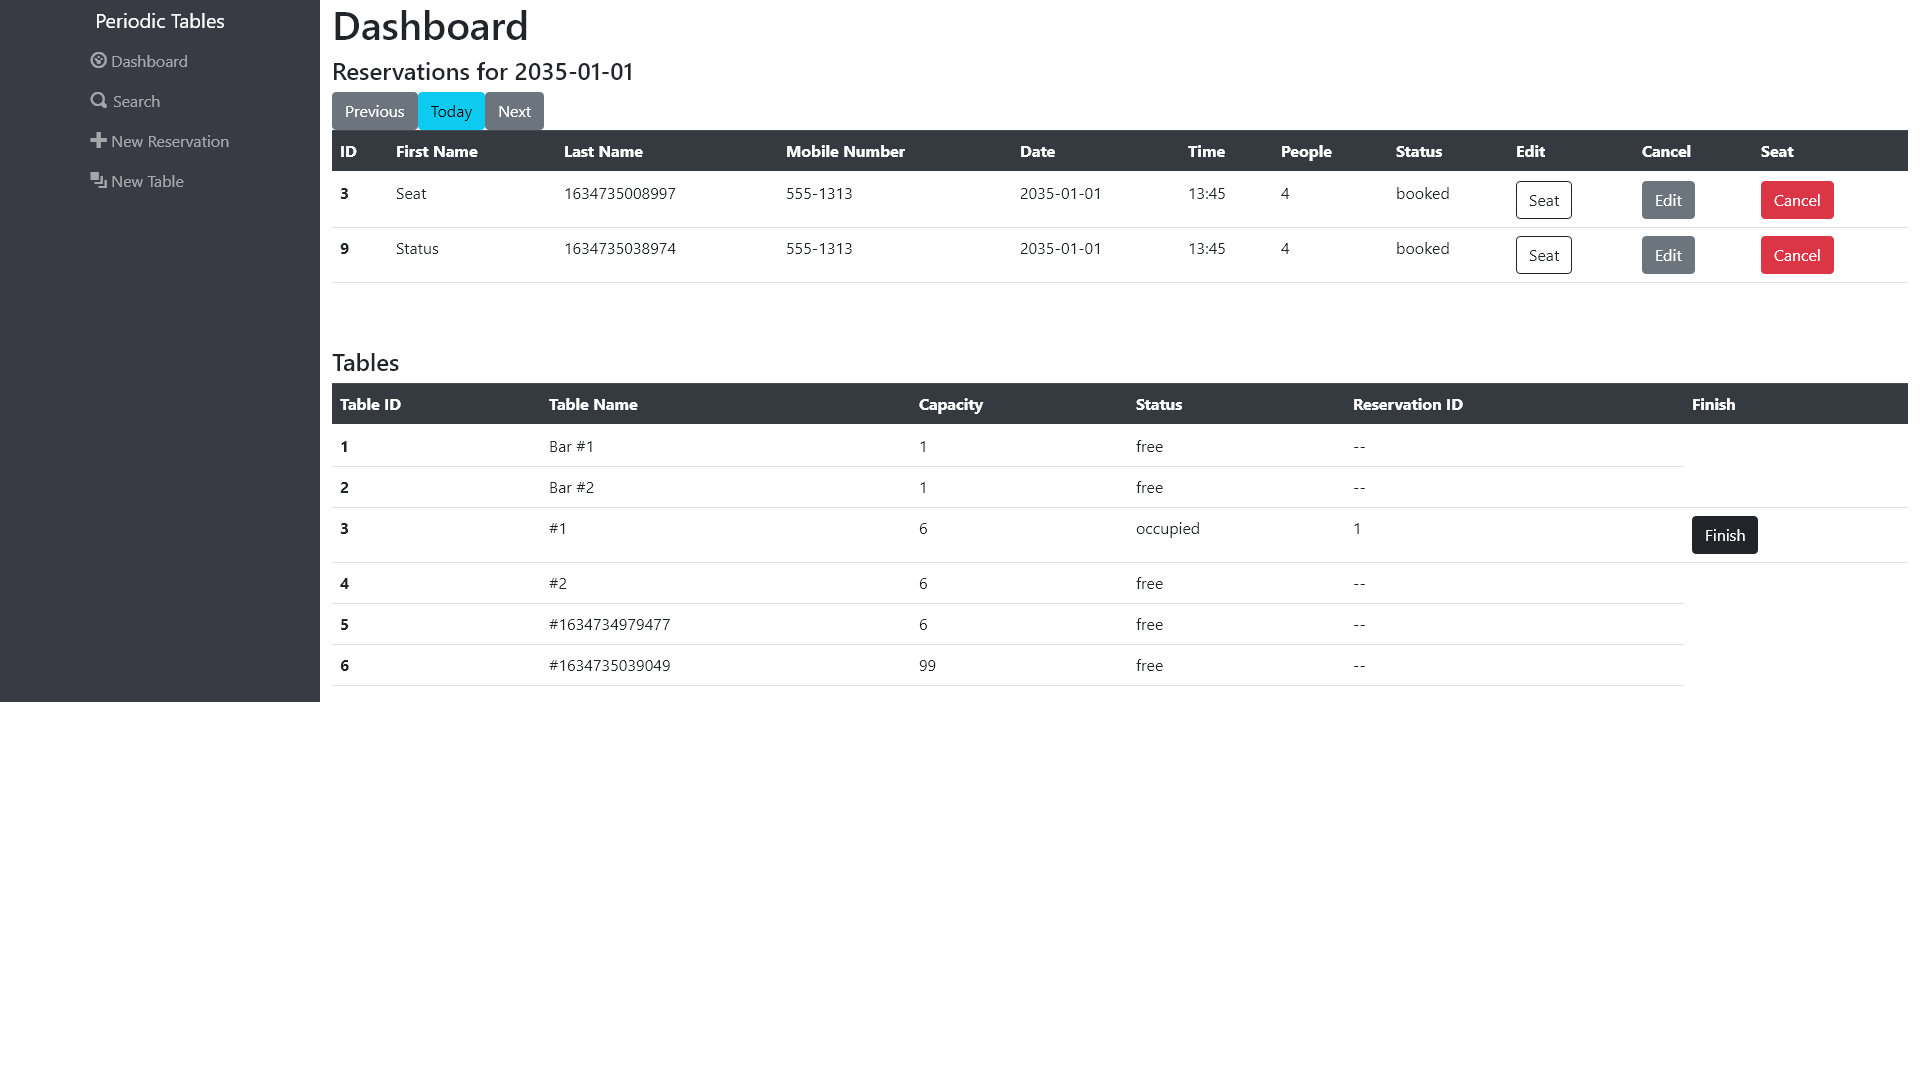 Periodic Tables
Dashboard
Search
New Reservation
New Table
Dashboard
Reservations for 2035-01-01
Previous Today Next
ID First Name Last Name Mobile Number Date Time People Status Edit Cancel Seat
3 Seat 1634735008997 555-1313 2035-01-01 13:45 4 booked Seat Edit Cancel
9 Status 1634735038974 555-1313 2035-01-01 13:45 4 booked Seat Edit Cancel
Tables
Table ID Table Name Capacity Status Reservation ID Finish
1 Bar #1 1 free --
2 Bar #2 1 free --
3 #1 6 occupied 1 Finish
4 #2 6 free --
5 #1634734979477 6 free --
6 #1634735039049 99 free --